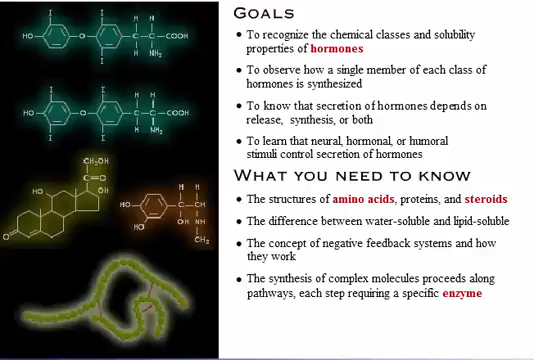 GOALS
• To recognize the chemical classes and solubility
properties of hormones
• To observe how a single member of each class of
hormones is synthesized
• To know that secretion of hormones depends on
release, synthesis, or both
• To learn that neural, hormonal, or humoral
stimuli control secretion of hormones
WHAT YOU NEED TO KNOW
• The structures of amino acids, proteins, and steroids
• The difference between water-soluble and lipid-soluble
• The concept of negative feedback systems and how
they work
• The synthesis of complex molecules proceeds along
pathways, each step requiring a specific enzyme
I I H H
HO O C C COOH
I I H NH₂
I I H H
HO O C C COOH
I I H NH₂
CH₂OH
C=O
HO OH
O
H H
HO C C H
HO OH NH
CH₃